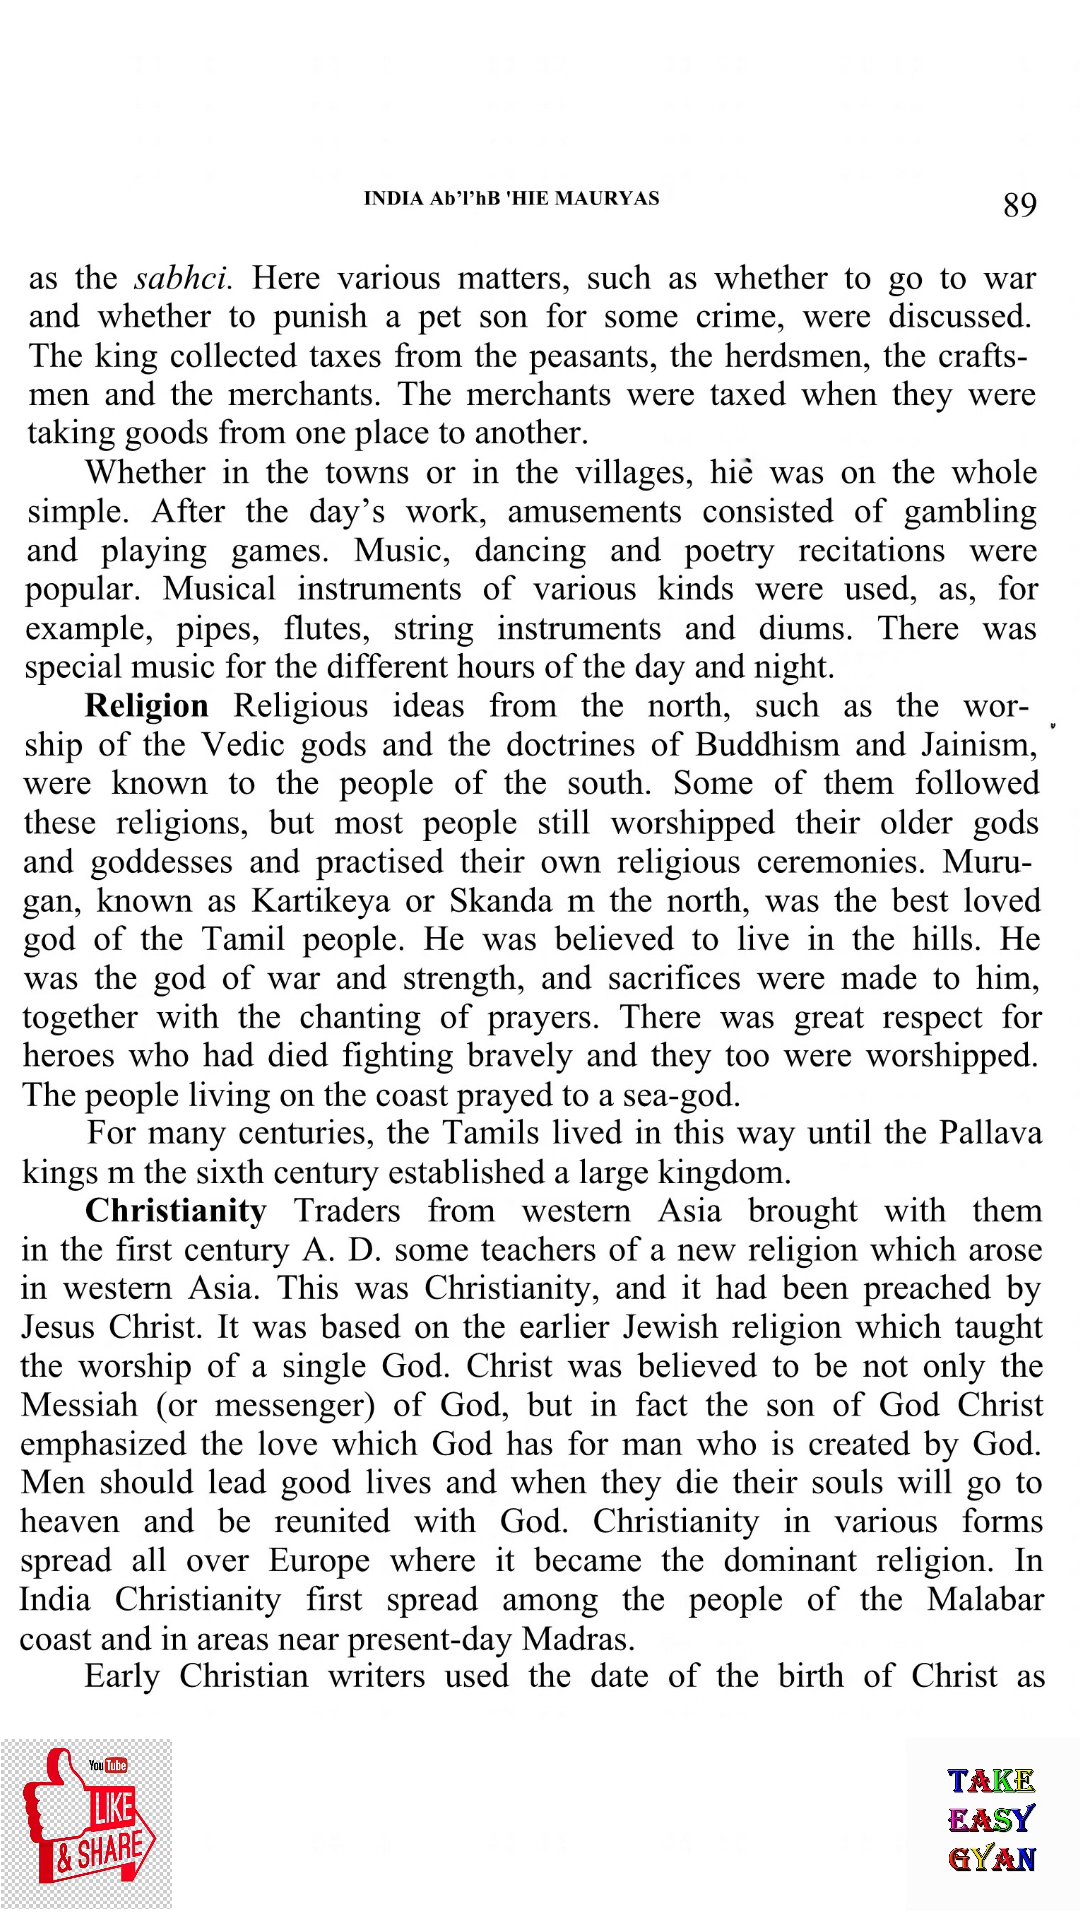 INDIA Ab’l’hB 'HIE MAURYAS
89
as the sabhci. Here various matters, such as whether to go to war
and whether to punish a pet son for some crime, were discussed.
The king collected taxes from the peasants, the herdsmen, the crafts-
men and the merchants. The merchants were taxed when they were
taking goods from one place to another.
Whether in the towns or in the villages, hiė was on the whole
simple. After the day’s work, amusements consisted of gambling
and playing games. Music, dancing and poetry recitations were
popular. Musical instruments of various kinds were used, as, for
example, pipes, flutes, string instruments and diums. There was
special music for the different hours of the day and night.
Religion Religious ideas from the north, such as the wor-
ship of the Vedic gods and the doctrines of Buddhism and Jainism,
were known to the people of the south. Some of them followed
these religions, but most people still worshipped their older gods
and goddesses and practised their own religious ceremonies. Muru-
gan, known as Kartikeya or Skanda m the north, was the best loved
god of the Tamil people. He was believed to live in the hills. He
was the god of war and strength, and sacrifices were made to him,
together with the chanting of prayers. There was great respect for
heroes who had died fighting bravely and they too were worshipped.
The people living on the coast prayed to a sea-god.
For many centuries, the Tamils lived in this way until the Pallava
kings m the sixth century established a large kingdom.
Christianity Traders from western Asia brought with them
in the first century A. D. some teachers of a new religion which arose
in western Asia. This was Christianity, and it had been preached by
Jesus Christ. It was based on the earlier Jewish religion which taught
the worship of a single God. Christ was believed to be not only the
Messiah (or messenger) of God, but in fact the son of God Christ
emphasized the love which God has for man who is created by God.
Men should lead good lives and when they die their souls will go to
heaven and be reunited with God. Christianity in various forms
spread all over Europe where it became the dominant religion. In
India Christianity first spread among the people of the Malabar
coast and in areas near present-day Madras.
Early Christian writers used the date of the birth of Christ as
YouTube
LIKE
& SHARE
TAKE
EASY
GYAN